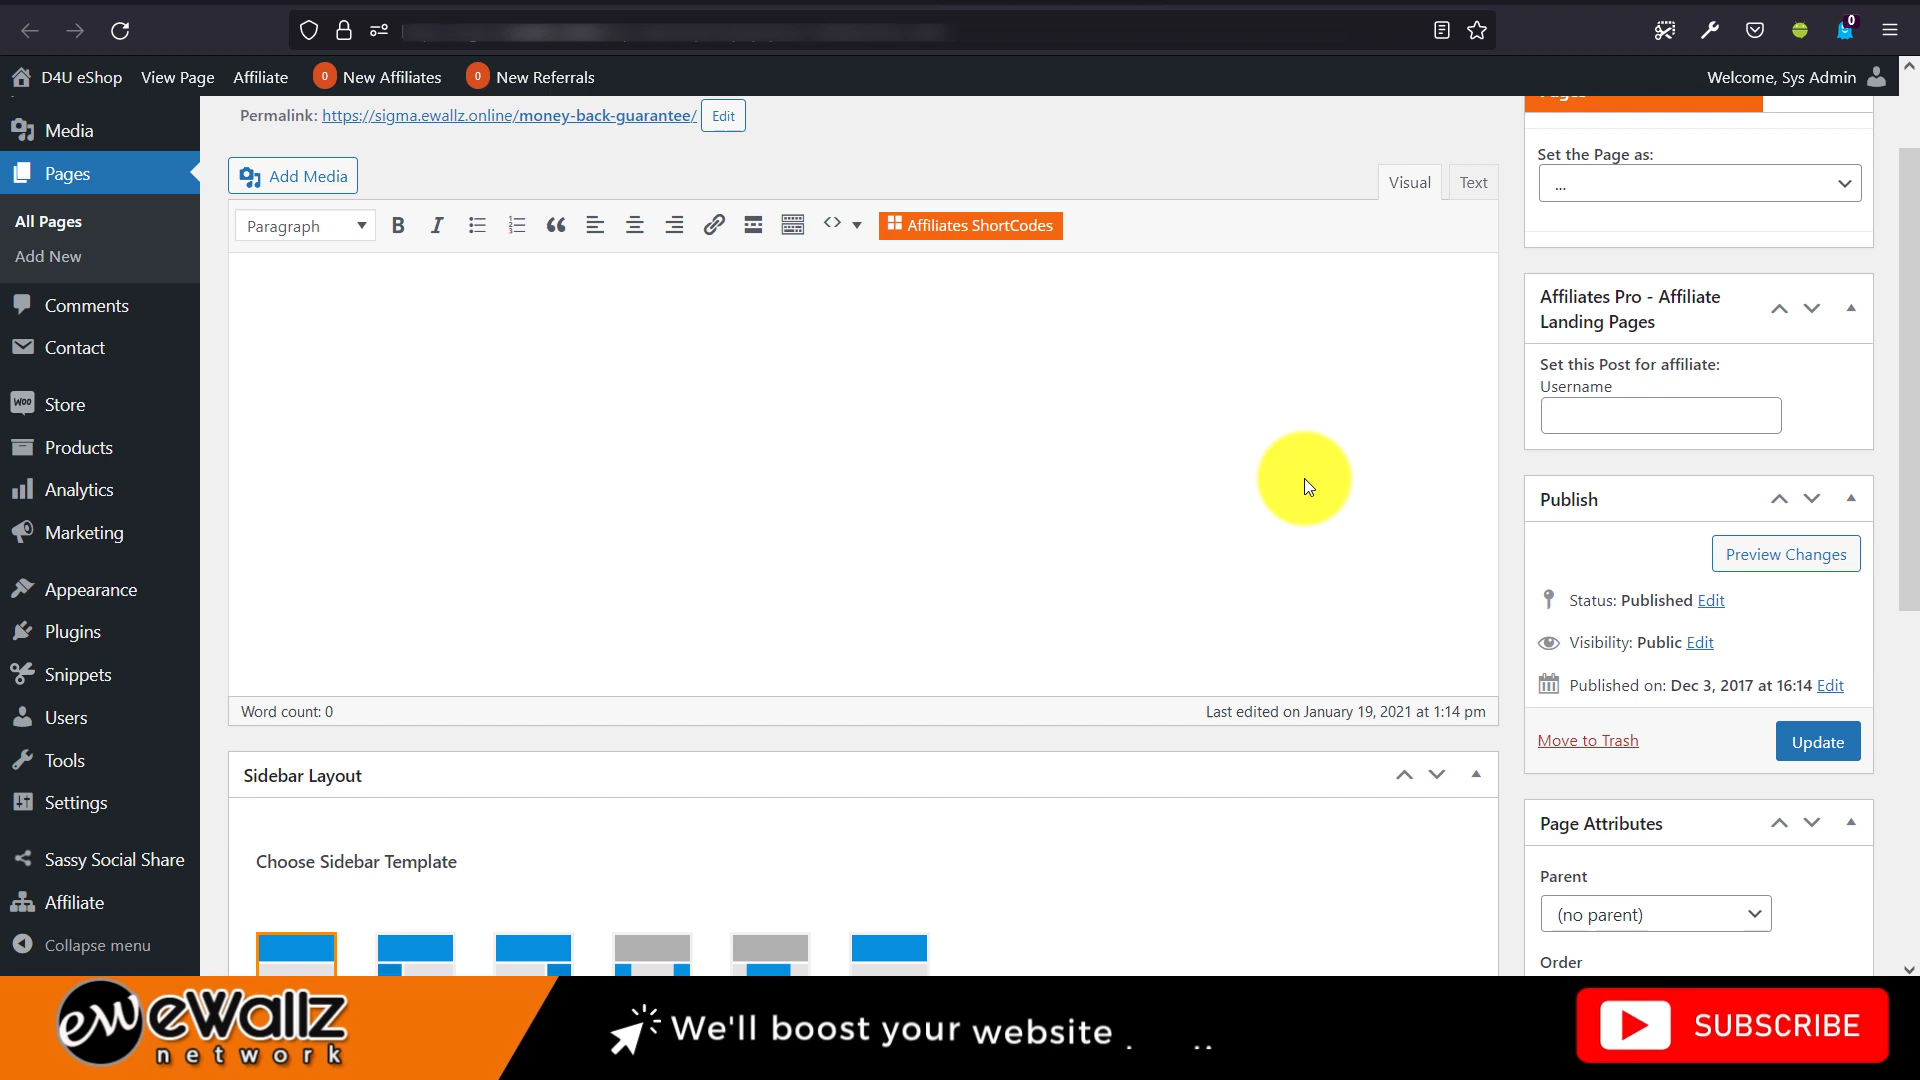 0
D4U eShop View Page Affiliate 0 New Affiliates 0 New Referrals Welcome, Sys Admin
Media
Pages
All Pages
Add New
Comments
Contact
Woo Store
Products
Analytics
Marketing
Appearance
Plugins
Snippets
Users
Tools
Settings
Sassy Social Share
Affiliate
Collapse menu
Permalink: https://sigma.ewallz.online/money-back-guarantee/ Edit
Add Media
Visual Text
Paragraph B I Affiliates ShortCodes
Word count: 0 Last edited on January 19, 2021 at 1:14 pm
Sidebar Layout
Choose Sidebar Template
Set the Page as:
...
Affiliates Pro - Affiliate
Landing Pages
Set this Post for affiliate:
Username
Publish
Preview Changes
Status: Published Edit
Visibility: Public Edit
Published on: Dec 3, 2017 at 16:14 Edit
Move to Trash Update
Page Attributes
Parent
(no parent)
Order
ew eWallz
network
We'll boost your website
SUBSCRIBE